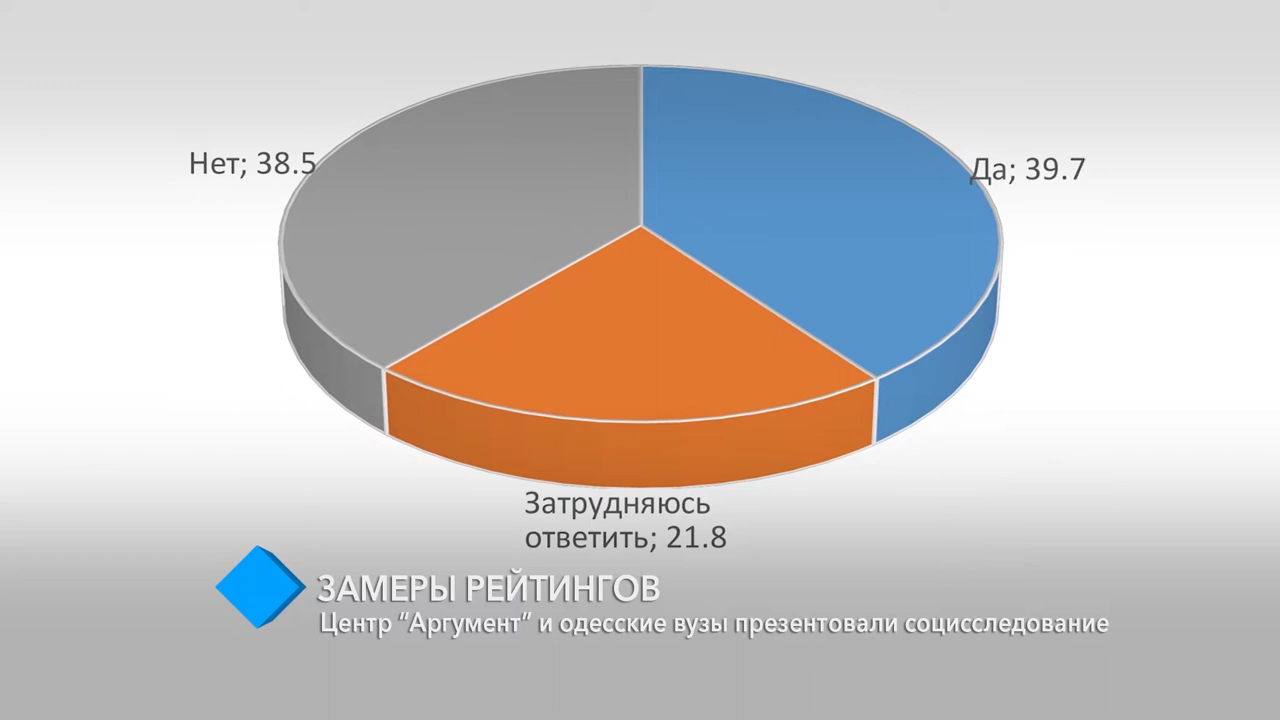 Нет; 38.5
Да; 39.7
Затрудняюсь
ответить; 21.8
ЗАМЕРЫ РЕЙТИНГОВ
Центр "Аргумент" и одесские вузы презентовали социсследование